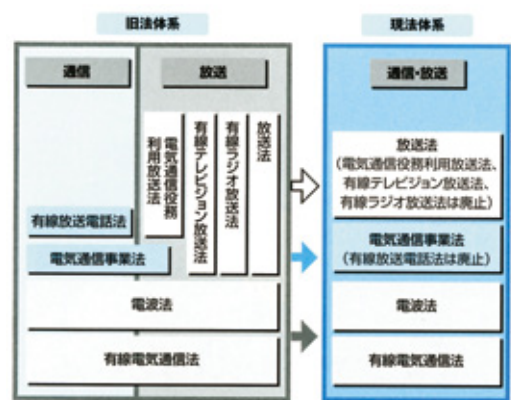 旧法体系
現法体系
通信
放送
通信・放送
電気通信役務
利用放送法
有線テレビジョン放送法
有線ラジオ放送法
放送法
有線放送電話法
電気通信事業法
電波法
有線電気通信法
放送法
(電気通信役務利用放送法、
有線テレビジョン放送法、
有線ラジオ放送法は廃止)
電気通信事業法
(有線放送電話法は廃止)
電波法
有線電気通信法